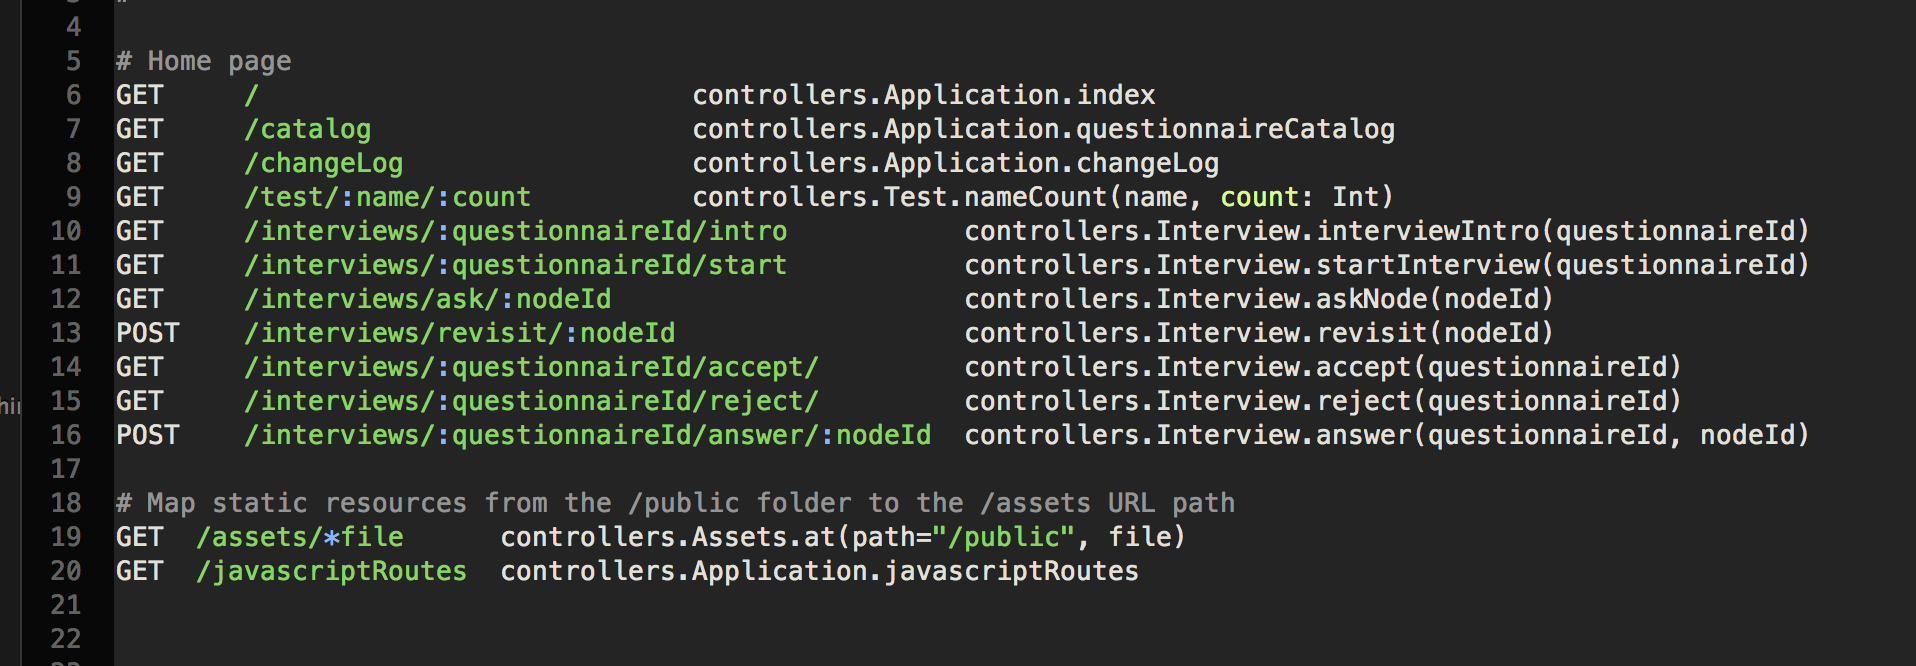 4
5 # Home page
6 GET / controllers.Application.index
7 GET /catalog controllers.Application.questionnaireCatalog
8 GET /changeLog controllers.Application.changeLog
9 GET /test/:name/:count controllers.Test.nameCount(name, count: Int)
10 GET /interviews/:questionnaireId/intro controllers.Interview.interviewIntro(questionnaireId)
11 GET /interviews/:questionnaireId/start controllers.Interview.startInterview(questionnaireId)
12 GET /interviews/ask/:nodeId controllers.Interview.askNode(nodeId)
13 POST /interviews/revisit/:nodeId controllers.Interview.revisit(nodeId)
14 GET /interviews/:questionnaireId/accept/ controllers.Interview.accept(questionnaireId)
15 GET /interviews/:questionnaireId/reject/ controllers.Interview.reject(questionnaireId)
16 POST /interviews/:questionnaireId/answer/:nodeId controllers.Interview.answer(questionnaireId, nodeId)
17
18 # Map static resources from the /public folder to the /assets URL path
19 GET /assets/*file controllers.Assets.at(path="/public", file)
20 GET /javascriptRoutes controllers.Application.javascriptRoutes
21
22